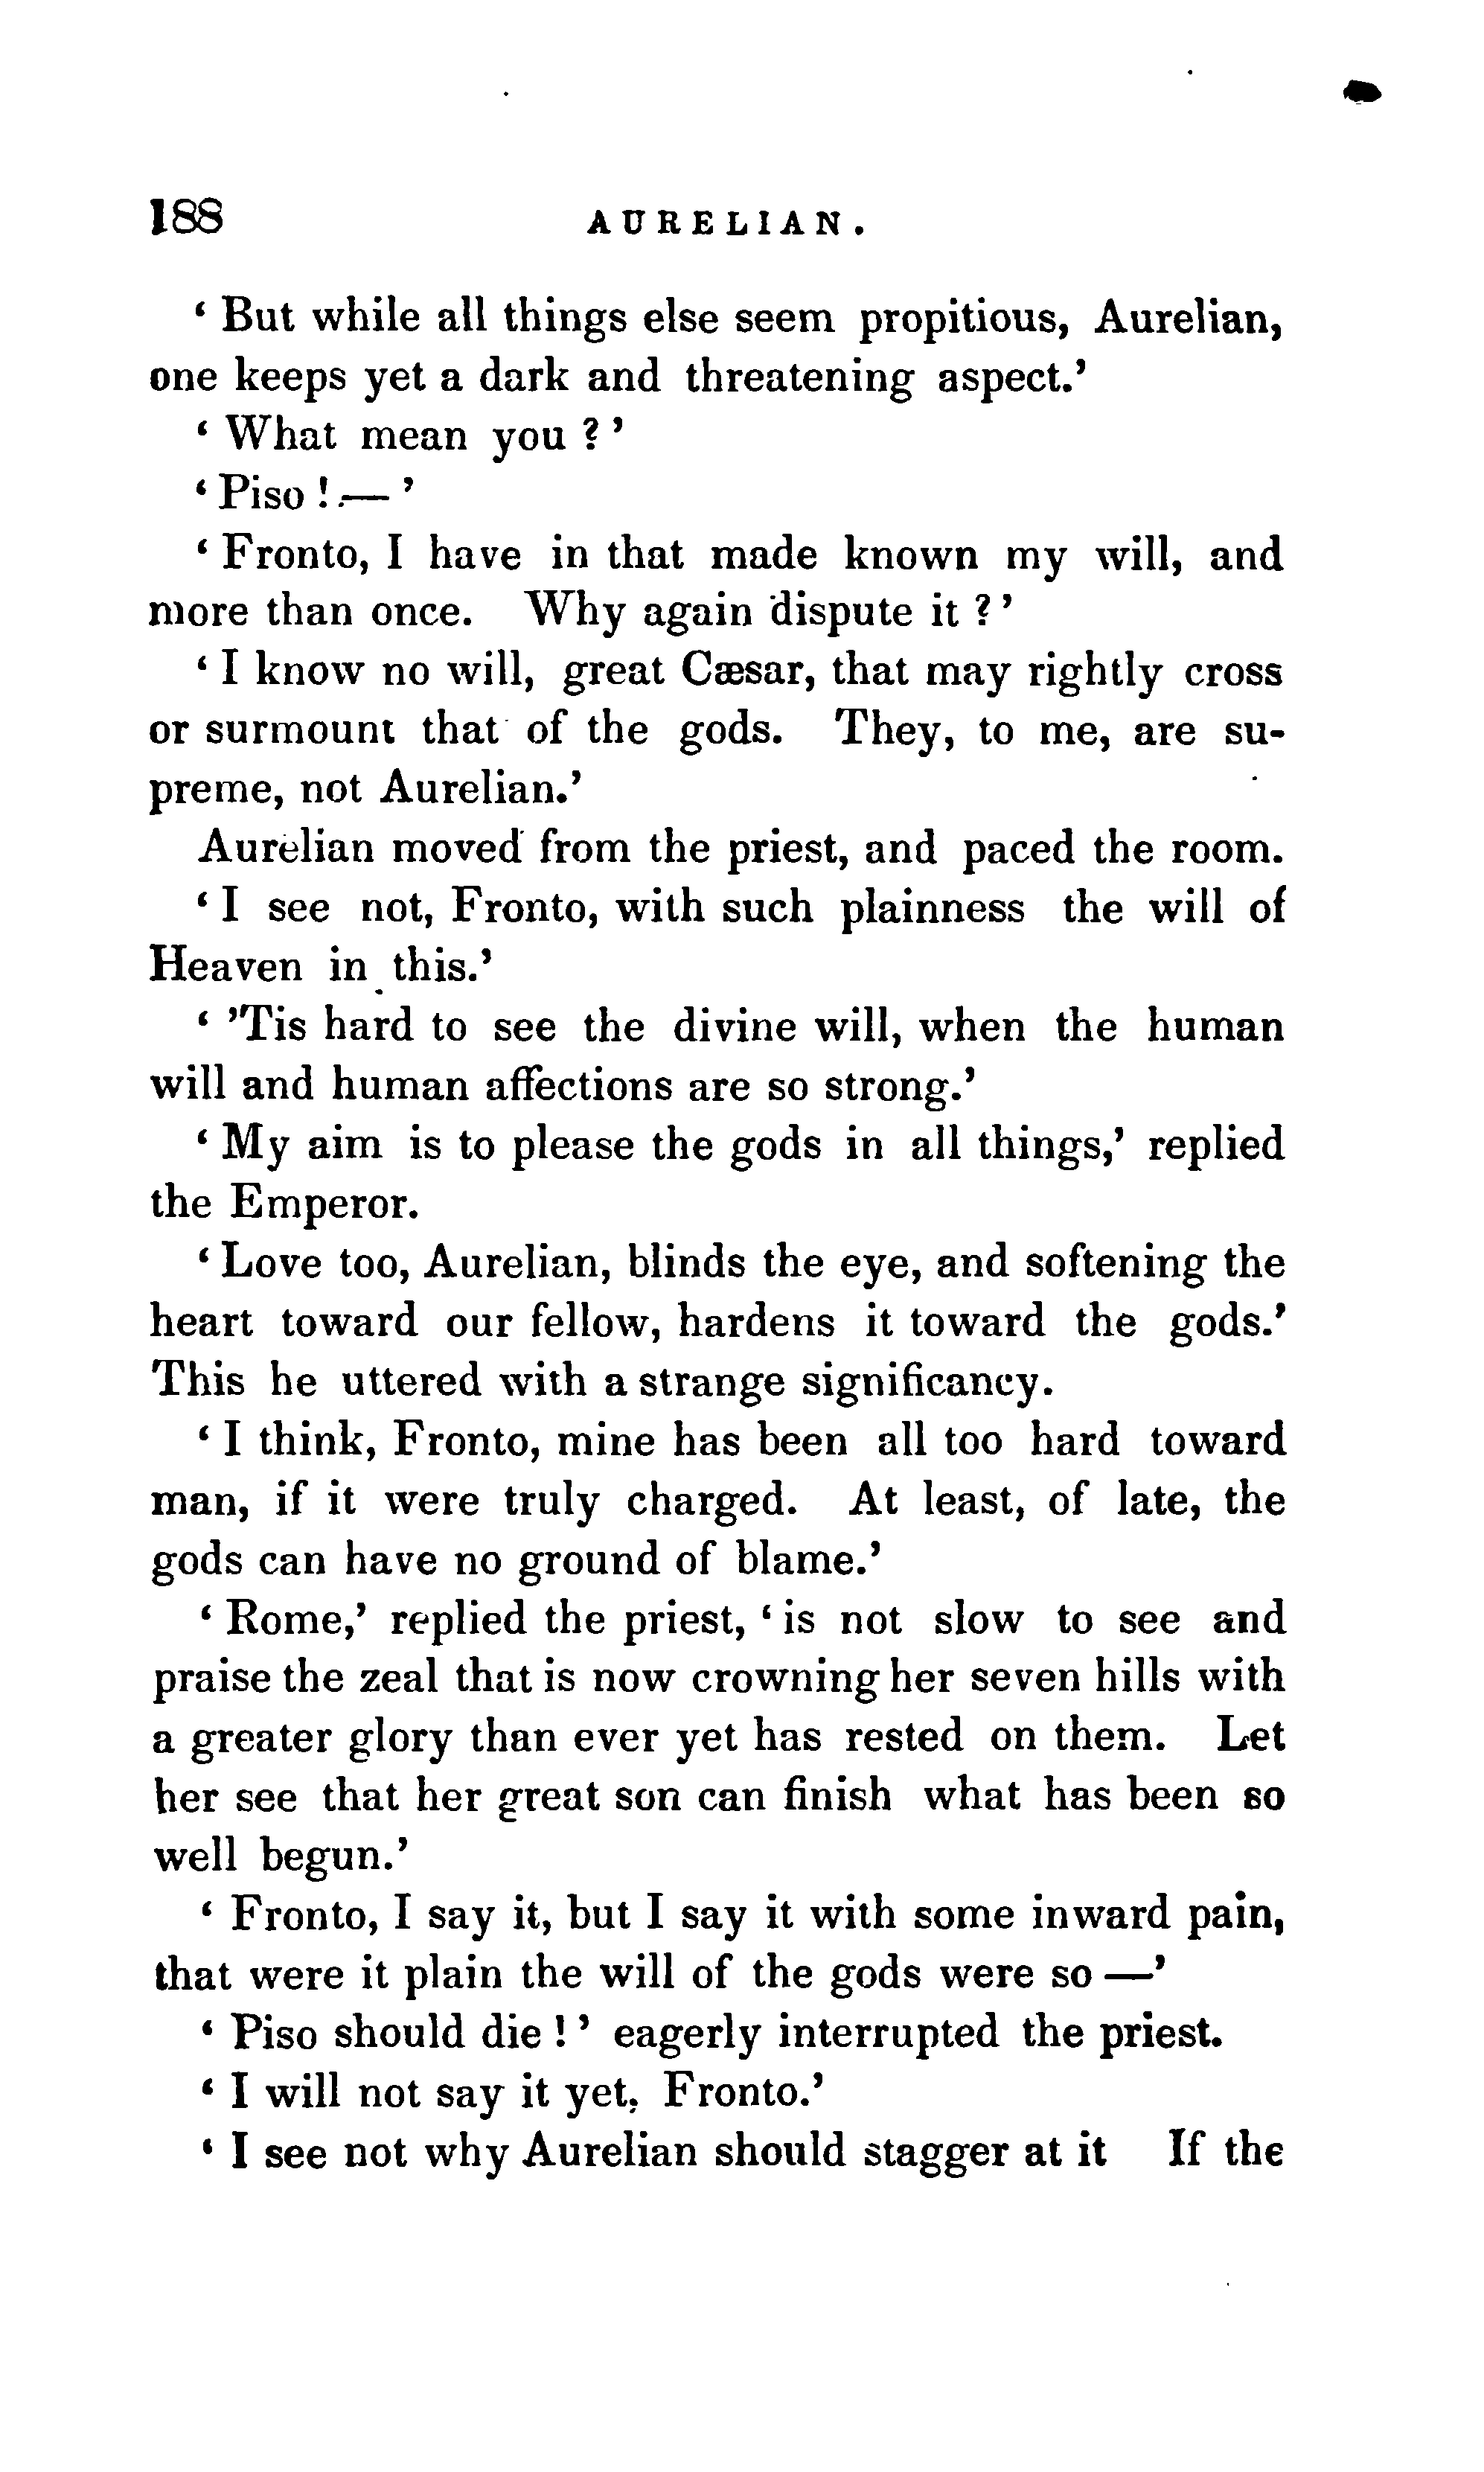 188 AURELIAN.
‘ But while all things else seem propitious, Aurelian,
one keeps yet a dark and threatening aspect.’
‘ What mean you ? ’
‘ Piso ! — ’
‘ Fronto, I have in that made known my will, and
more than once. Why again dispute it ? ’
‘ I know no will, great Cæsar, that may rightly cross
or surmount that of the gods. They, to me, are su-
preme, not Aurelian.’
Aurelian moved from the priest, and paced the room.
‘ I see not, Fronto, with such plainness the will of
Heaven in this.’
‘ ’Tis hard to see the divine will, when the human
will and human affections are so strong.’
‘ My aim is to please the gods in all things,’ replied
the Emperor.
‘ Love too, Aurelian, blinds the eye, and softening the
heart toward our fellow, hardens it toward the gods.’
This he uttered with a strange significancy.
‘ I think, Fronto, mine has been all too hard toward
man, if it were truly charged. At least, of late, the
gods can have no ground of blame.’
‘ Rome,’ replied the priest, ‘ is not slow to see and
praise the zeal that is now crowning her seven hills with
a greater glory than ever yet has rested on them. Let
her see that her great son can finish what has been so
well begun.’
‘ Fronto, I say it, but I say it with some inward pain,
that were it plain the will of the gods were so —’
‘ Piso should die ! ’ eagerly interrupted the priest.
‘ I will not say it yet, Fronto.’
‘ I see not why Aurelian should stagger at it If the